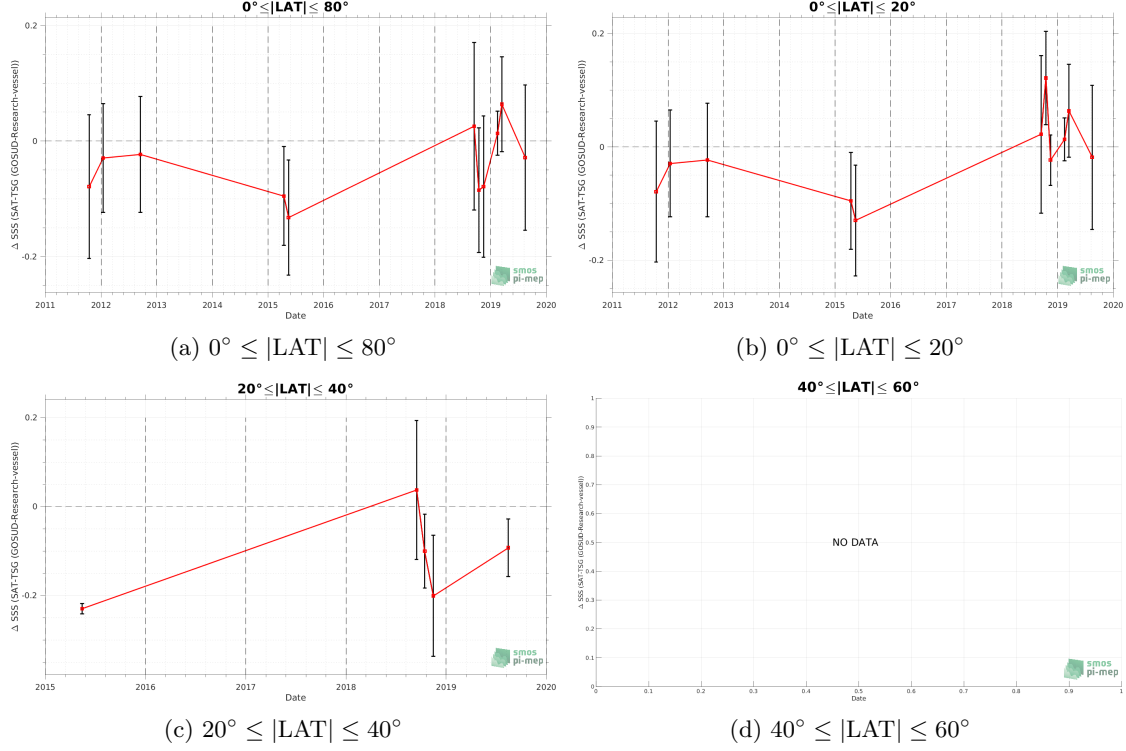 0°≤|LAT|≤ 80°
Δ SSS (SAT-TSG (GOSUD-Research-vessel))
0.2
0
-0.2
2011 2012 2013 2014 2015 2016 2017 2018 2019 2020
Date
smos
pi-mep
(a) 0° ≤ |LAT| ≤ 80°
0°≤|LAT|≤ 20°
Δ SSS (SAT-TSG (GOSUD-Research-vessel))
0.2
0
-0.2
2011 2012 2013 2014 2015 2016 2017 2018 2019 2020
Date
smos
pi-mep
(b) 0° ≤ |LAT| ≤ 20°
20°≤|LAT|≤ 40°
Δ SSS (SAT-TSG (GOSUD-Research-vessel))
0.2
0
-0.2
2015 2016 2017 2018 2019 2020
Date
smos
pi-mep
(c) 20° ≤ |LAT| ≤ 40°
40°≤|LAT|≤ 60°
Δ SSS (SAT-TSG (GOSUD-Research-vessel))
1
0.9
0.8
0.7
0.6
0.5
0.4
0.3
0.2
0.1
0
NO DATA
0 0.1 0.2 0.3 0.4 0.5 0.6 0.7 0.8 0.9 1
Date
smos
pi-mep
(d) 40° ≤ |LAT| ≤ 60°